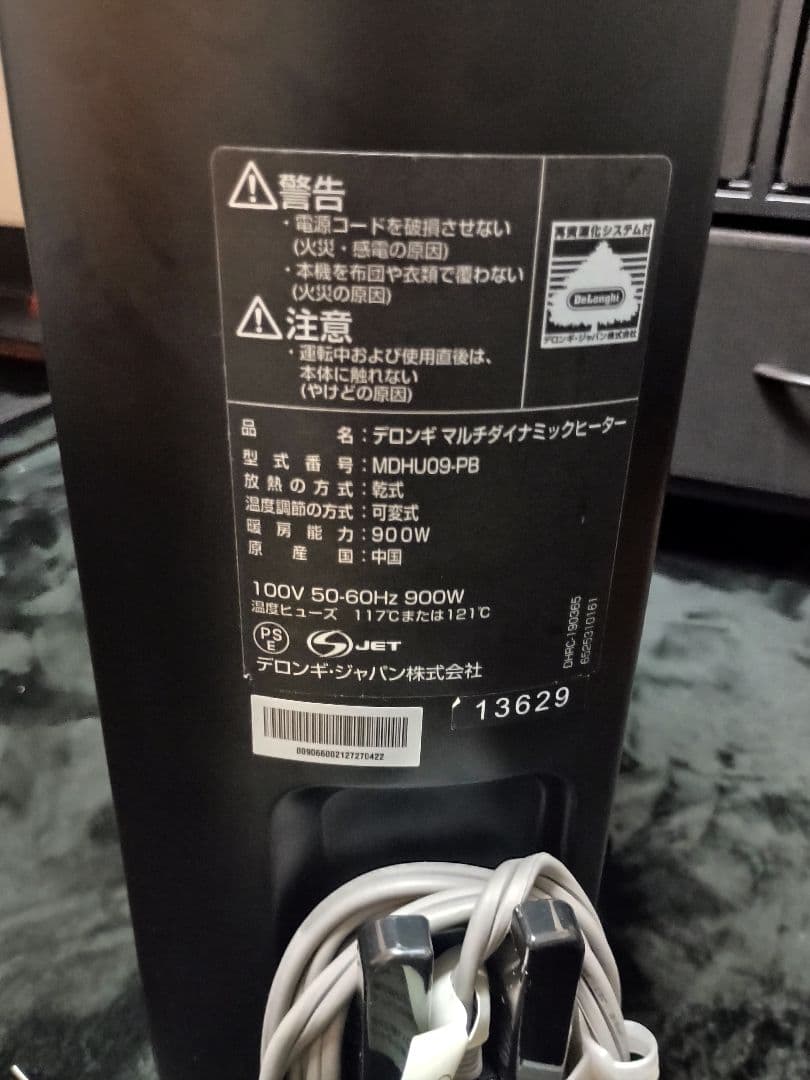 警告
・電源コードを破損させない
(火災・感電の原因)
・本機を布団や衣類で覆わない
(火災の原因)
注意
・運転中および使用直後は、
本体に触れない
(やけどの原因)
再資源化システム付
DeLonghi
デロンギ・ジャパン株式会社
品名：デロンギ マルチダイナミックヒーター
型式番号：MDHU09-PB
放熱の方式：乾式
温度調節の方式：可変式
暖房能力：900W
原産国：中国
100V 50-60Hz 900W
温度ヒューズ 117℃または121℃
PS
E
S JET
デロンギ・ジャパン株式会社
DHRC-190365
6525310161
13629
009066002127270422